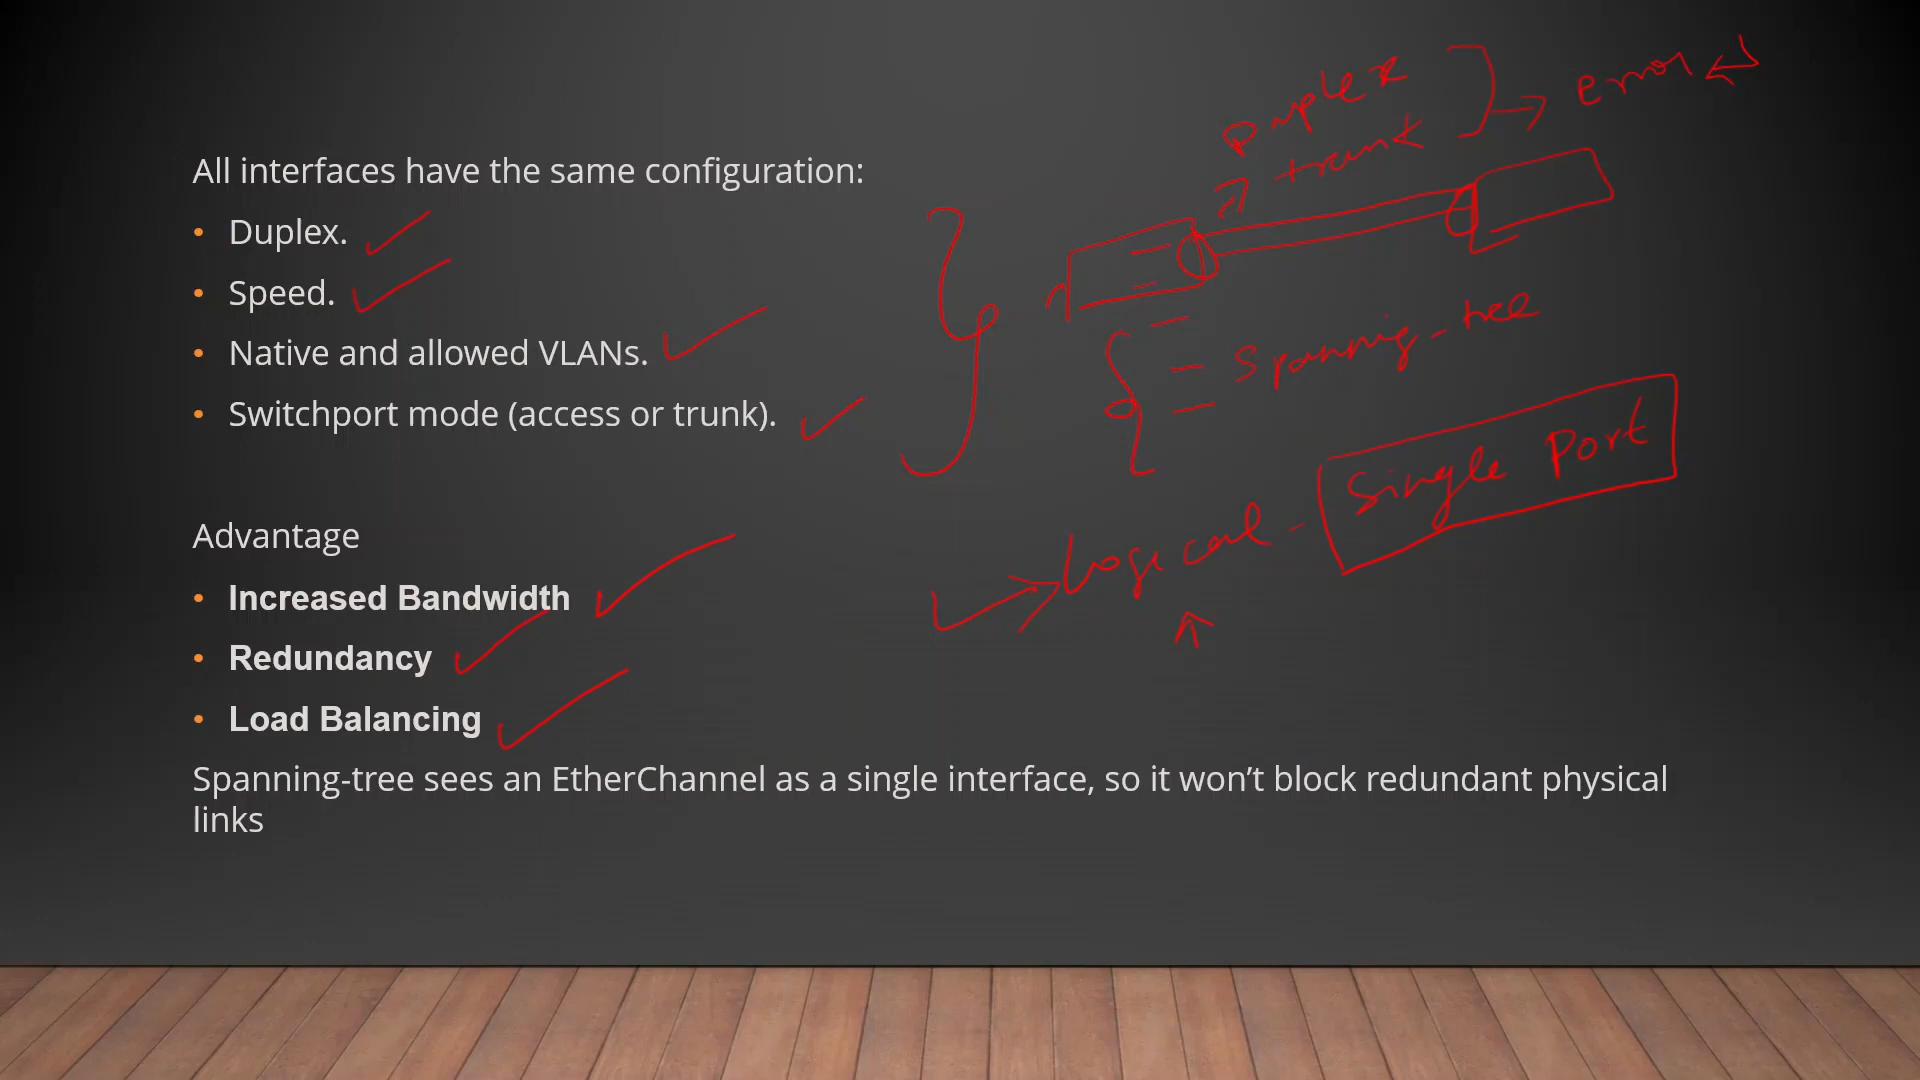 All interfaces have the same configuration:
• Duplex.
• Speed.
• Native and allowed VLANs.
• Switchport mode (access or trunk).
Advantage
• Increased Bandwidth
• Redundancy
• Load Balancing
Spanning-tree sees an EtherChannel as a single interface, so it won’t block redundant physical
links
Duplex
trunk
error
Spannig-tree
Logical - Single Port